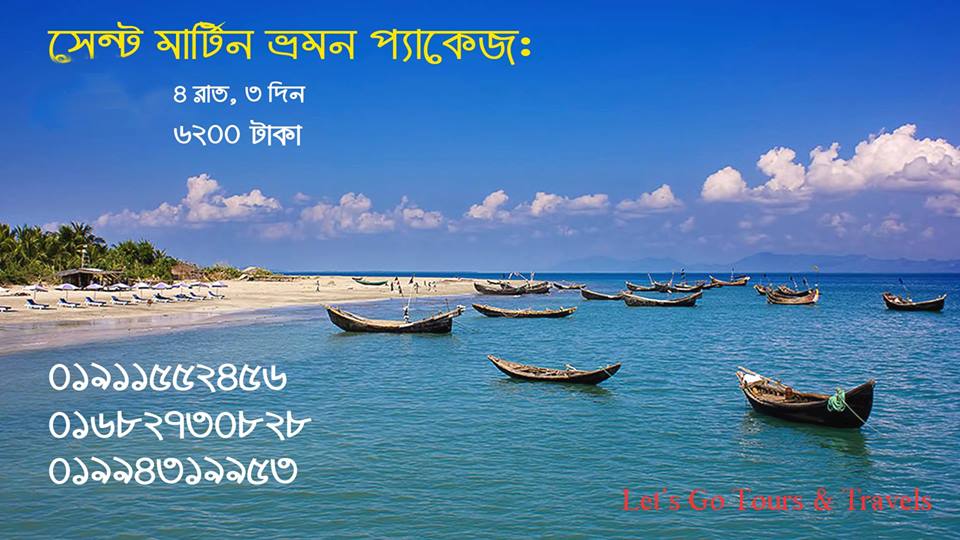 সেন্ট মার্টিন ভ্রমন প্যাকেজ:
৪ রাত, ৩ দিন
৬২০০ টাকা
০১৯১১৫৫২৪৫৬
০১৬৮২৭৩০৮২৮
০১৯৯৪৩১৯৯৫৩
Let's Go Tours & Travels